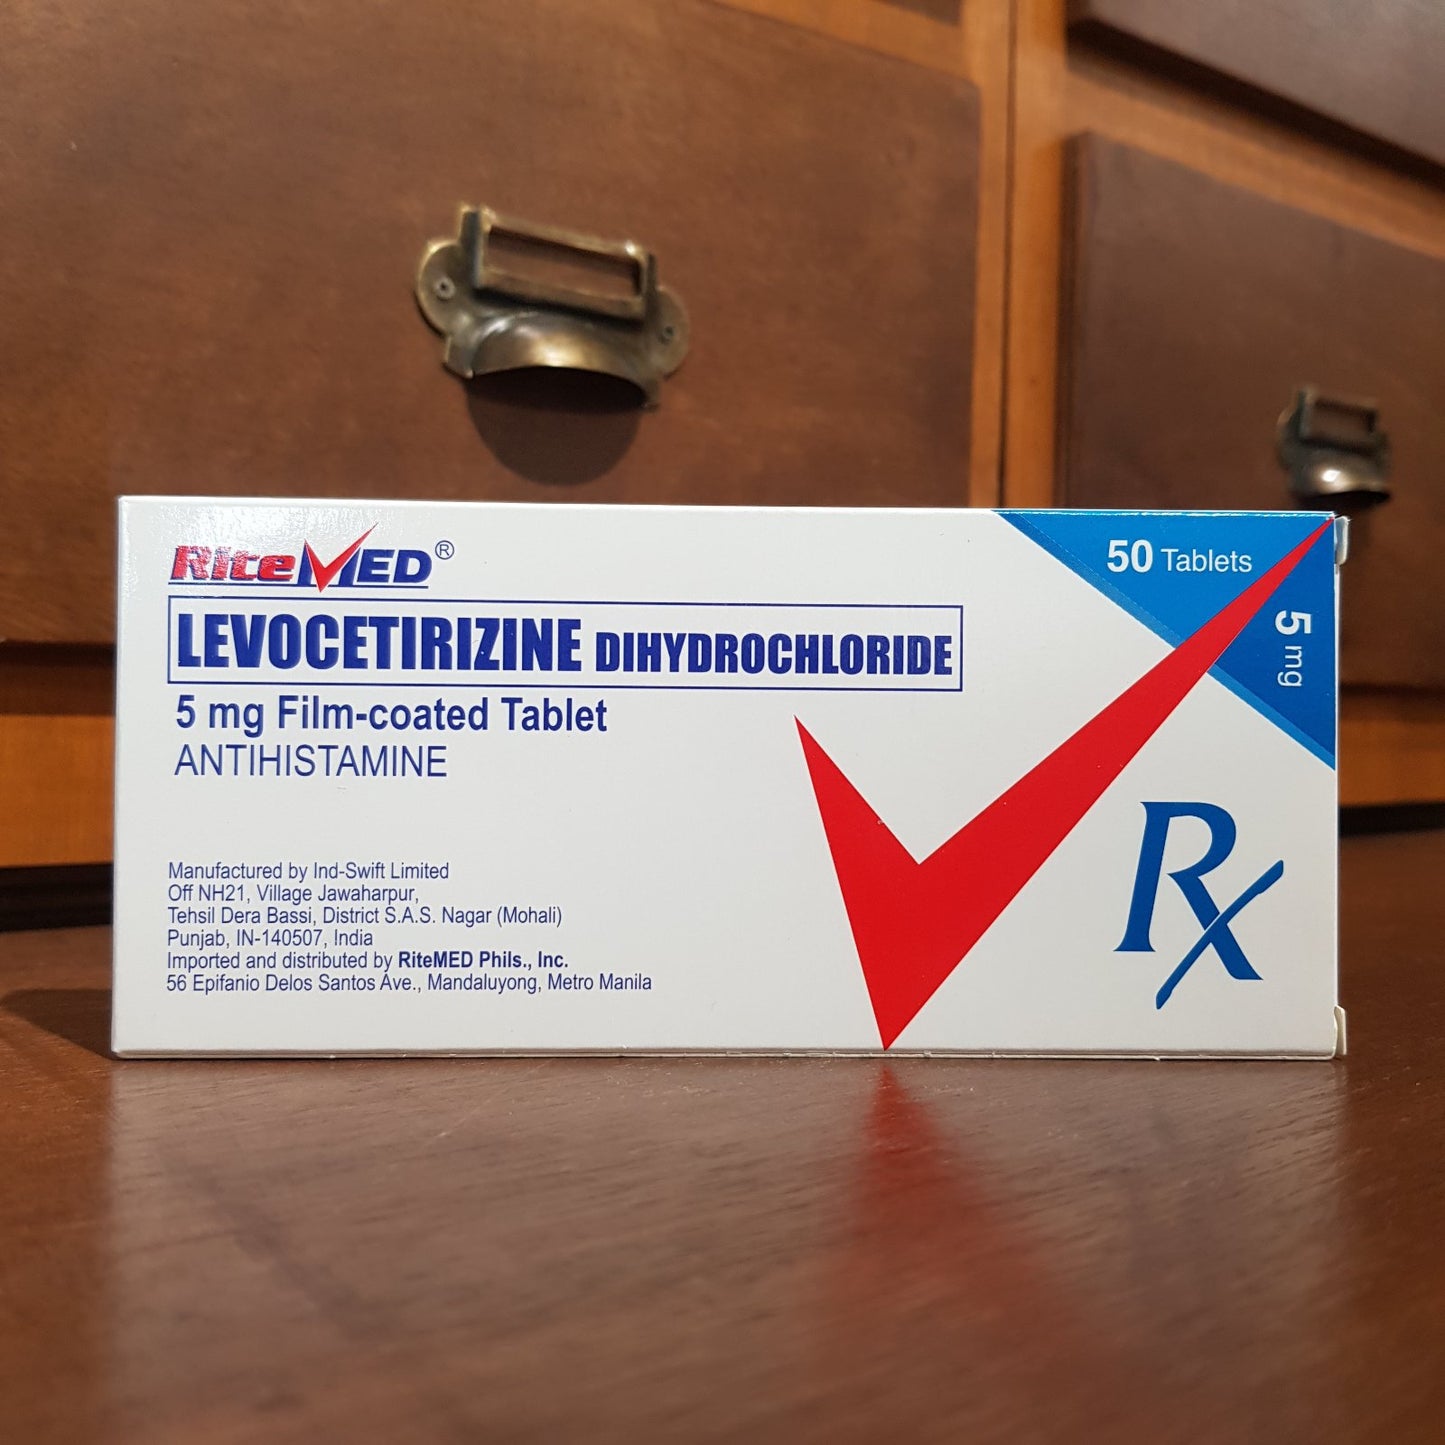 RiteMED®
LEVOCETIRIZINE DIHYDROCHLORIDE
5 mg Film-coated Tablet
ANTIHISTAMINE
Manufactured by Ind-Swift Limited
Off NH21, Village Jawaharpur,
Tehsil Dera Bassi, District S.A.S. Nagar (Mohali)
Punjab, IN-140507, India
Imported and distributed by RiteMED Phils., Inc.
56 Epifanio Delos Santos Ave., Mandaluyong, Metro Manila
50 Tablets
5 mg
Rx